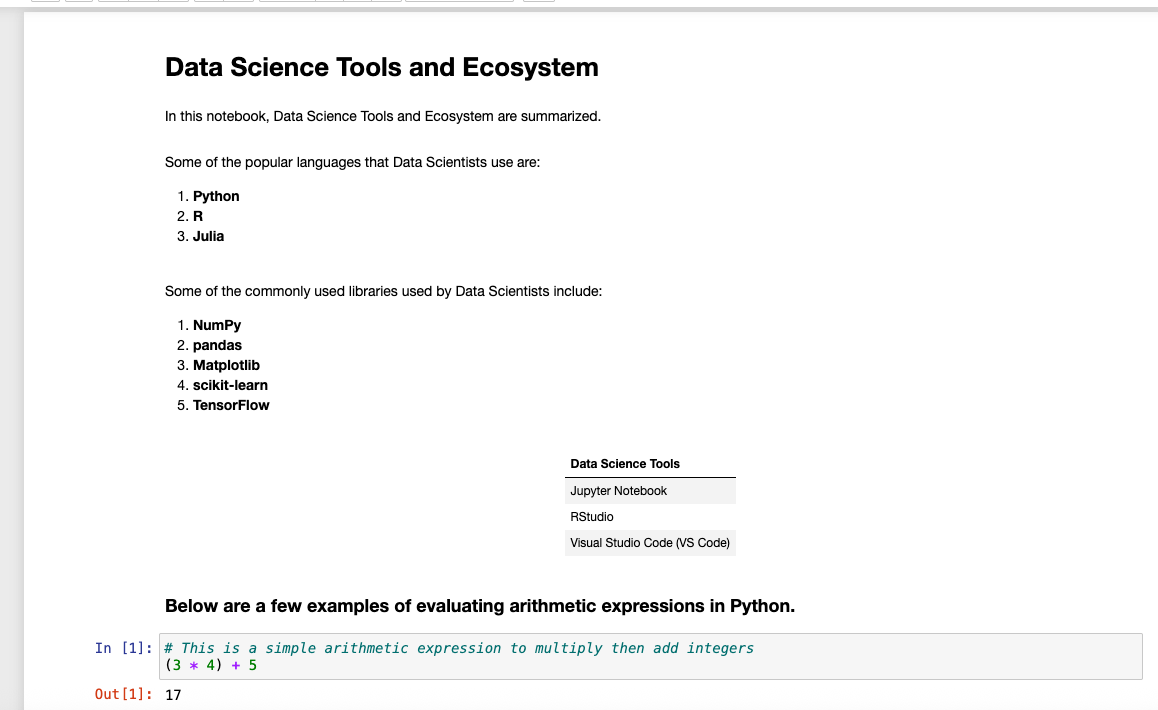 Data Science Tools and Ecosystem
In this notebook, Data Science Tools and Ecosystem are summarized.
Some of the popular languages that Data Scientists use are:
1. Python
2. R
3. Julia
Some of the commonly used libraries used by Data Scientists include:
1. NumPy
2. pandas
3. Matplotlib
4. scikit-learn
5. TensorFlow
Data Science Tools
Jupyter Notebook
RStudio
Visual Studio Code (VS Code)
Below are a few examples of evaluating arithmetic expressions in Python.
In [1]: # This is a simple arithmetic expression to multiply then add integers
(3 * 4) + 5
Out[1]: 17